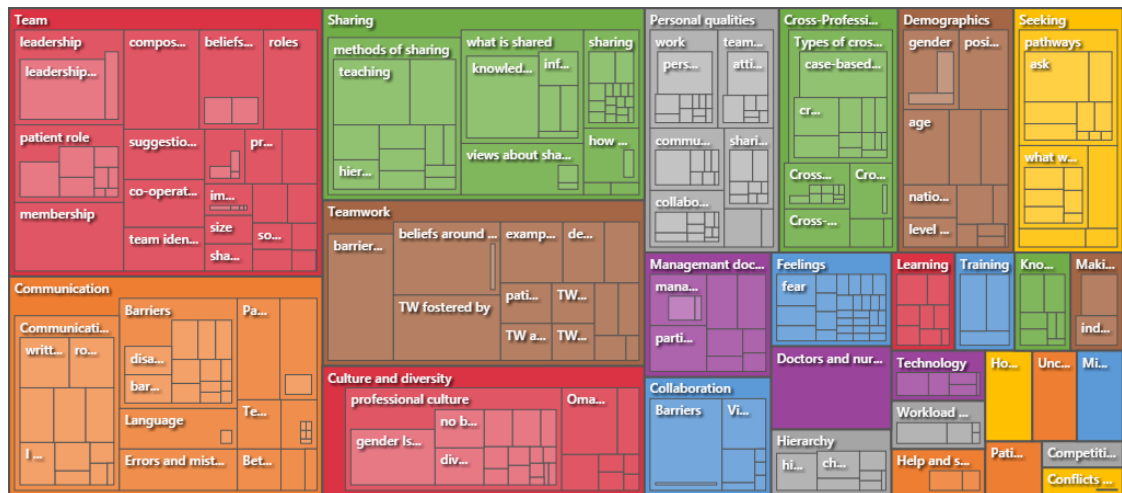 Team
leadership
leadership...
patient role
membership
compos...
suggestio...
co-operat...
team iden...
beliefs...
im...
size
sha...
roles
pr...
so...
Communication
Communicati...
writt...
ro...
I ...
Barriers
disa...
bar...
Language
Errors and mist...
Pa...
Te...
Bet...
Sharing
methods of sharing
teaching
hier...
what is shared
knowled...
inf...
views about sha...
sharing
how ...
Teamwork
barrier...
beliefs around ...
TW fostered by
examp...
de...
pati...
TW...
TW a...
TW...
Culture and diversity
professional culture
gender Is...
no b...
div...
Oma...
Personal qualities
work
pers...
team...
atti...
commu...
shari...
collabo...
Cross-Professi...
Types of cros...
case-based...
cr...
Cross...
Cro...
Cross-...
Demographics
gender
posi...
age
natio...
level ...
Seeking
pathways
ask
what w...
Managemant doc...
mana...
parti...
Feelings
fear
Learning
Training
Kno...
Maki...
ind...
Collaboration
Barriers
Vi...
Doctors and nur...
Hierarchy
hi...
ch...
Technology
Workload ...
Help and s...
Ho...
Unc...
Mi...
Pati...
Competiti...
Conflicts ...